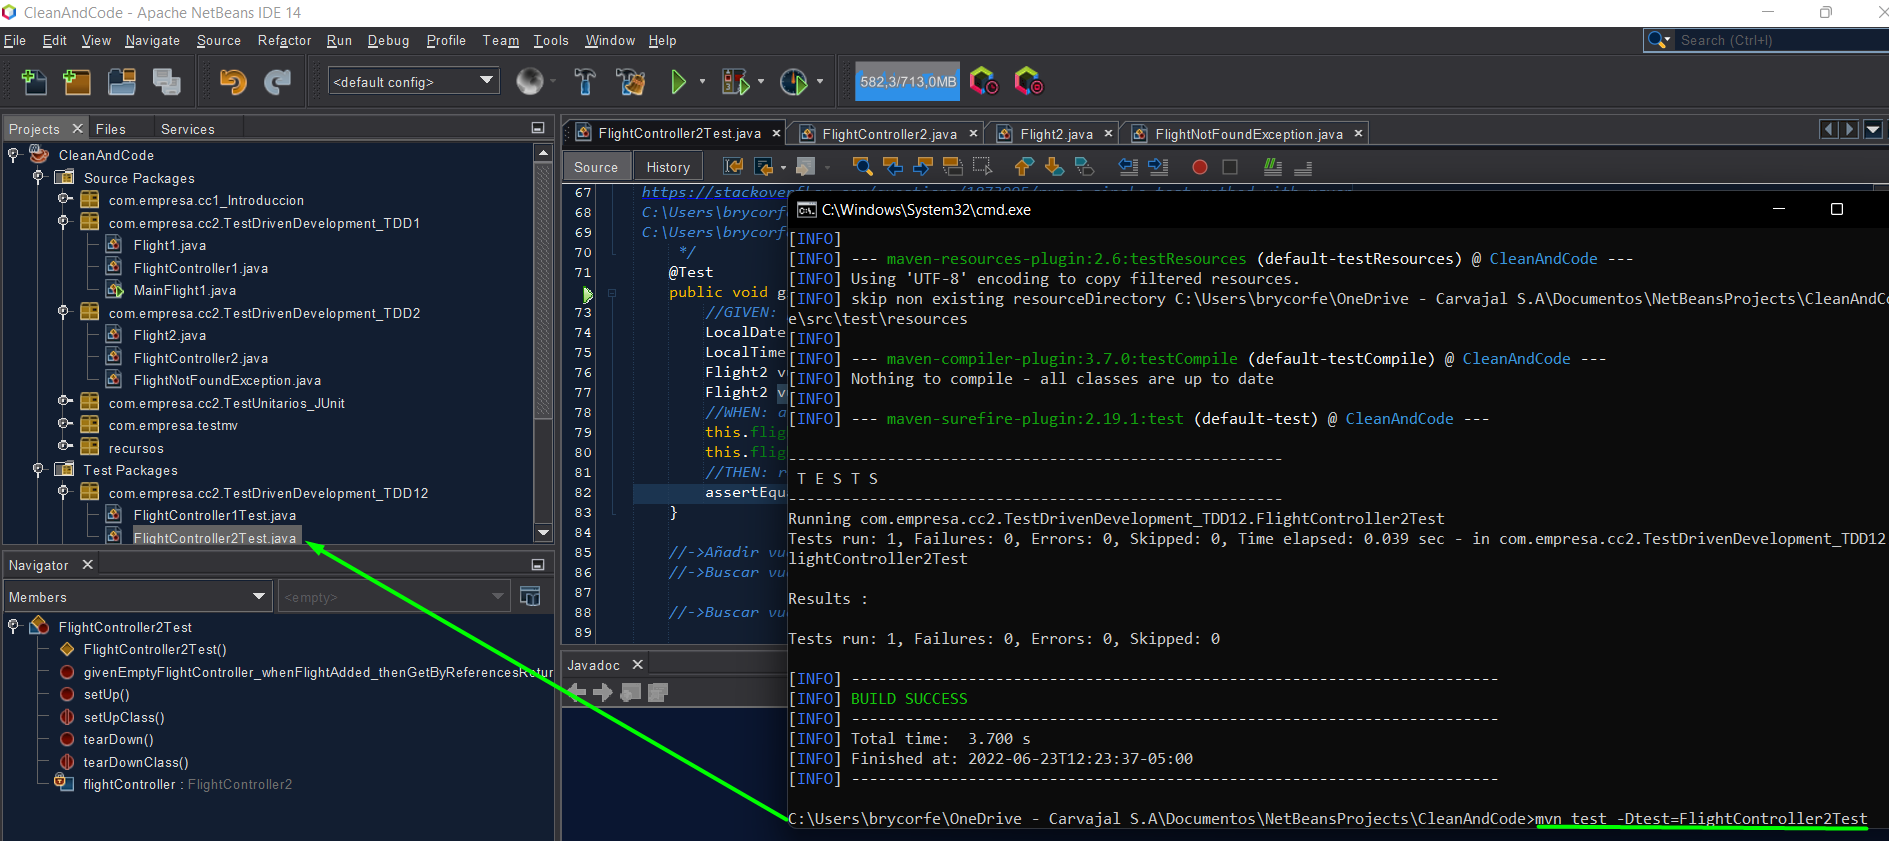 CleanAndCode - Apache NetBeans IDE 14
File Edit View Navigate Source Refactor Run Debug Profile Team Tools Window Help
Search (Ctrl+I)
<default config>
582,3/713,0MB
Projects Files Services
CleanAndCode
Source Packages
com.empresa.cc1_Introduccion
com.empresa.cc2.TestDrivenDevelopment_TDD1
Flight1.java
FlightController1.java
MainFlight1.java
com.empresa.cc2.TestDrivenDevelopment_TDD2
Flight2.java
FlightController2.java
FlightNotFoundException.java
com.empresa.cc2.TestUnitarios_JUnit
com.empresa.testmv
recursos
Test Packages
com.empresa.cc2.TestDrivenDevelopment_TDD12
FlightController1Test.java
FlightController2Test.java
Navigator
Members
<empty>
FlightController2Test
FlightController2Test()
givenEmptyFlightController_whenFlightAdded_thenGetByReferencesRetur
setUp()
setUpClass()
tearDown()
tearDownClass()
flightController : FlightController2
FlightController2Test.java FlightController2.java Flight2.java FlightNotFoundException.java
Source History
67
68 C:\Users\brycorf
69 C:\Users\brycorf
70 */
71 @Test
public void g
73 //GIVEN:
74 LocalDate
75 LocalTime
76 Flight2 v
77 Flight2 v
78 //WHEN: a
79 this.flig
80 this.flig
81 //THEN: r
82 assertEqu
83 }
84
85 //->Añadir vu
86 //->Buscar vu
87
88 //->Buscar vu
89
Javadoc
C:\Windows\System32\cmd.exe
[INFO]
[INFO] --- maven-resources-plugin:2.6:testResources (default-testResources) @ CleanAndCode ---
[INFO] Using 'UTF-8' encoding to copy filtered resources.
[INFO] skip non existing resourceDirectory C:\Users\brycorfe\OneDrive - Carvajal S.A\Documentos\NetBeansProjects\CleanAndCo
e\src\test\resources
[INFO]
[INFO] --- maven-compiler-plugin:3.7.0:testCompile (default-testCompile) @ CleanAndCode ---
[INFO] Nothing to compile - all classes are up to date
[INFO]
[INFO] --- maven-surefire-plugin:2.19.1:test (default-test) @ CleanAndCode ---
-------------------------------------------------------
T E S T S
-------------------------------------------------------
Running com.empresa.cc2.TestDrivenDevelopment_TDD12.FlightController2Test
Tests run: 1, Failures: 0, Errors: 0, Skipped: 0, Time elapsed: 0.039 sec - in com.empresa.cc2.TestDrivenDevelopment_TDD12
lightController2Test
Results :
Tests run: 1, Failures: 0, Errors: 0, Skipped: 0
[INFO] ------------------------------------------------------------------------
[INFO] BUILD SUCCESS
[INFO] ------------------------------------------------------------------------
[INFO] Total time: 3.700 s
[INFO] Finished at: 2022-06-23T12:23:37-05:00
[INFO] ------------------------------------------------------------------------
C:\Users\brycorfe\OneDrive - Carvajal S.A\Documentos\NetBeansProjects\CleanAndCode>mvn test -Dtest=FlightController2Test